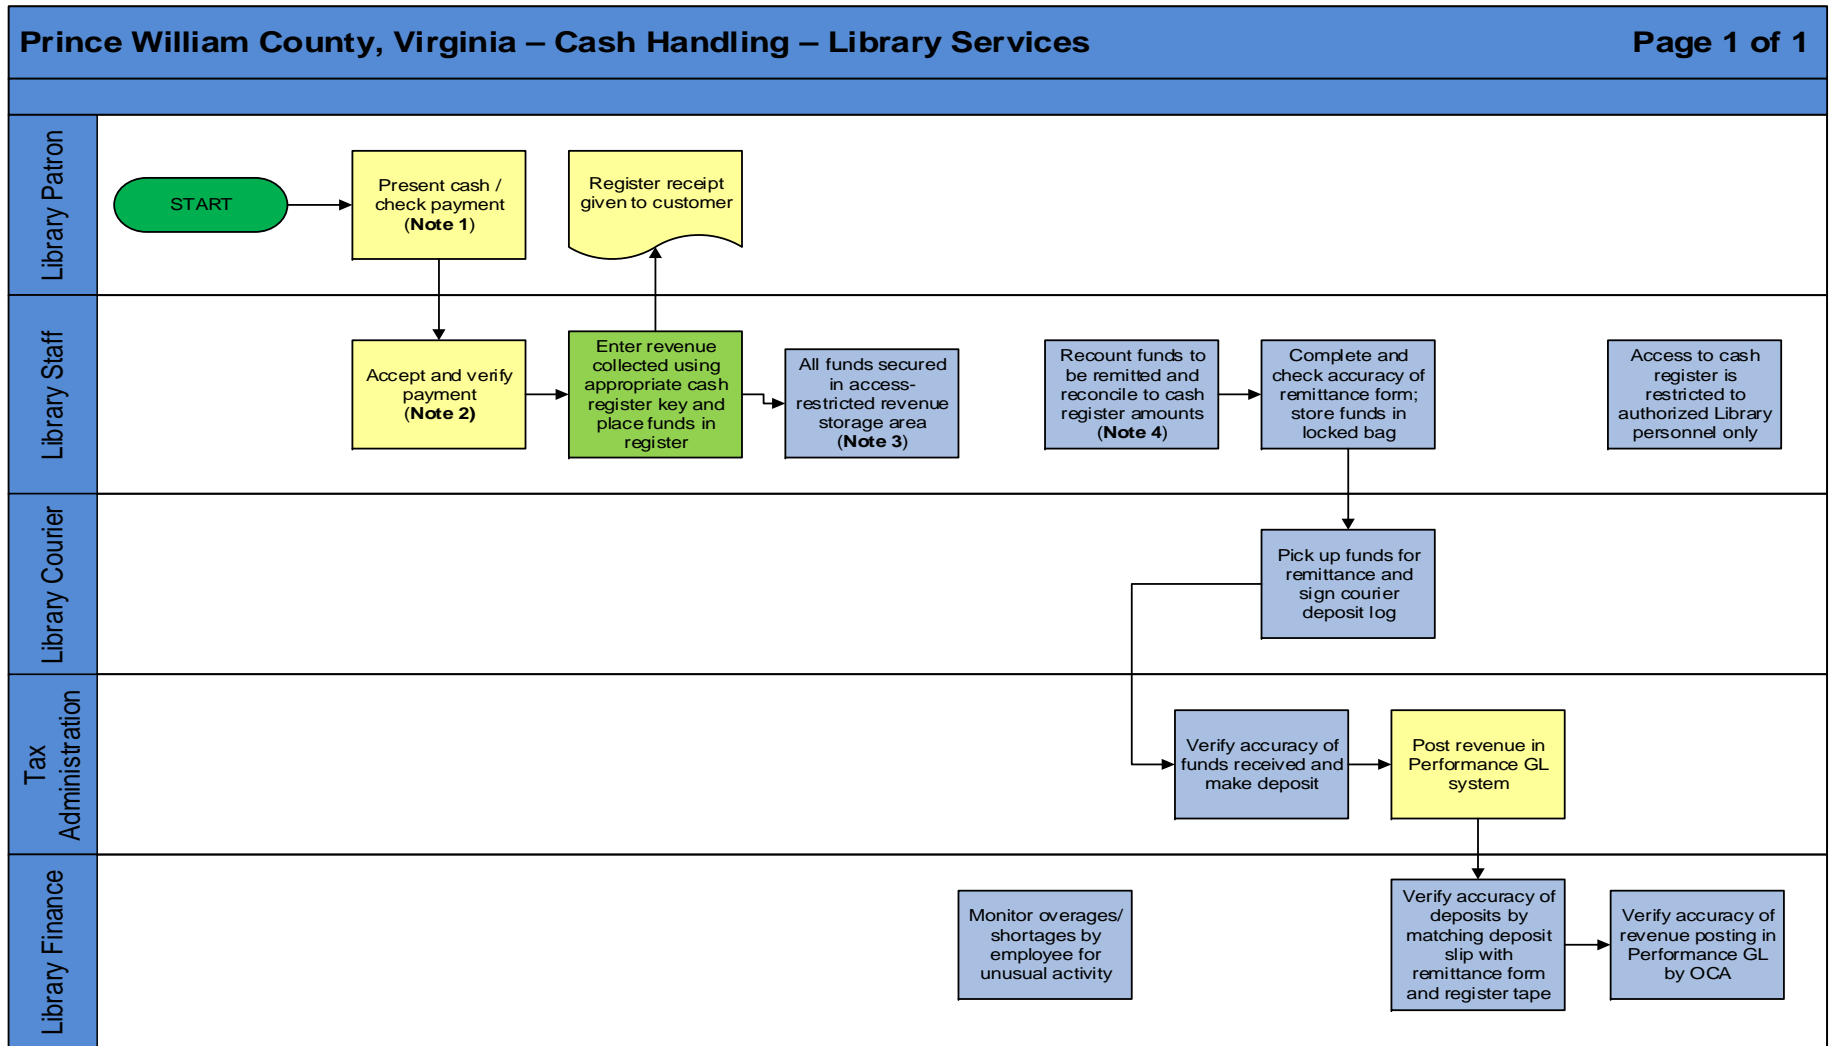 Prince William County, Virginia – Cash Handling – Library Services
Page 1 of 1
Library Patron
START
Present cash /
check payment
(Note 1)
Register receipt
given to customer
Library Staff
Accept and verify
payment
(Note 2)
Enter revenue
collected using
appropriate cash
register key and
place funds in
register
All funds secured
in access-
restricted revenue
storage area
(Note 3)
Recount funds to
be remitted and
reconcile to cash
register amounts
(Note 4)
Complete and
check accuracy of
remittance form;
store funds in
locked bag
Access to cash
register is
restricted to
authorized Library
personnel only
Library Courier
Pick up funds for
remittance and
sign courier
deposit log
Tax
Administration
Verify accuracy of
funds received and
make deposit
Post revenue in
Performance GL
system
Library Finance
Monitor overages/
shortages by
employee for
unusual activity
Verify accuracy of
deposits by
matching deposit
slip with
remittance form
and register tape
Verify accuracy of
revenue posting in
Performance GL
by OCA